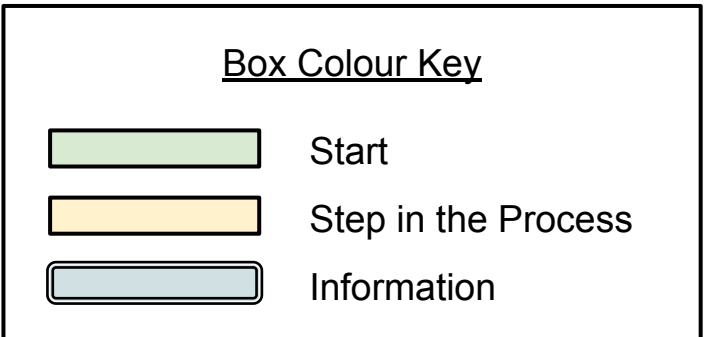 Box Colour Key
Start
Step in the Process
Information